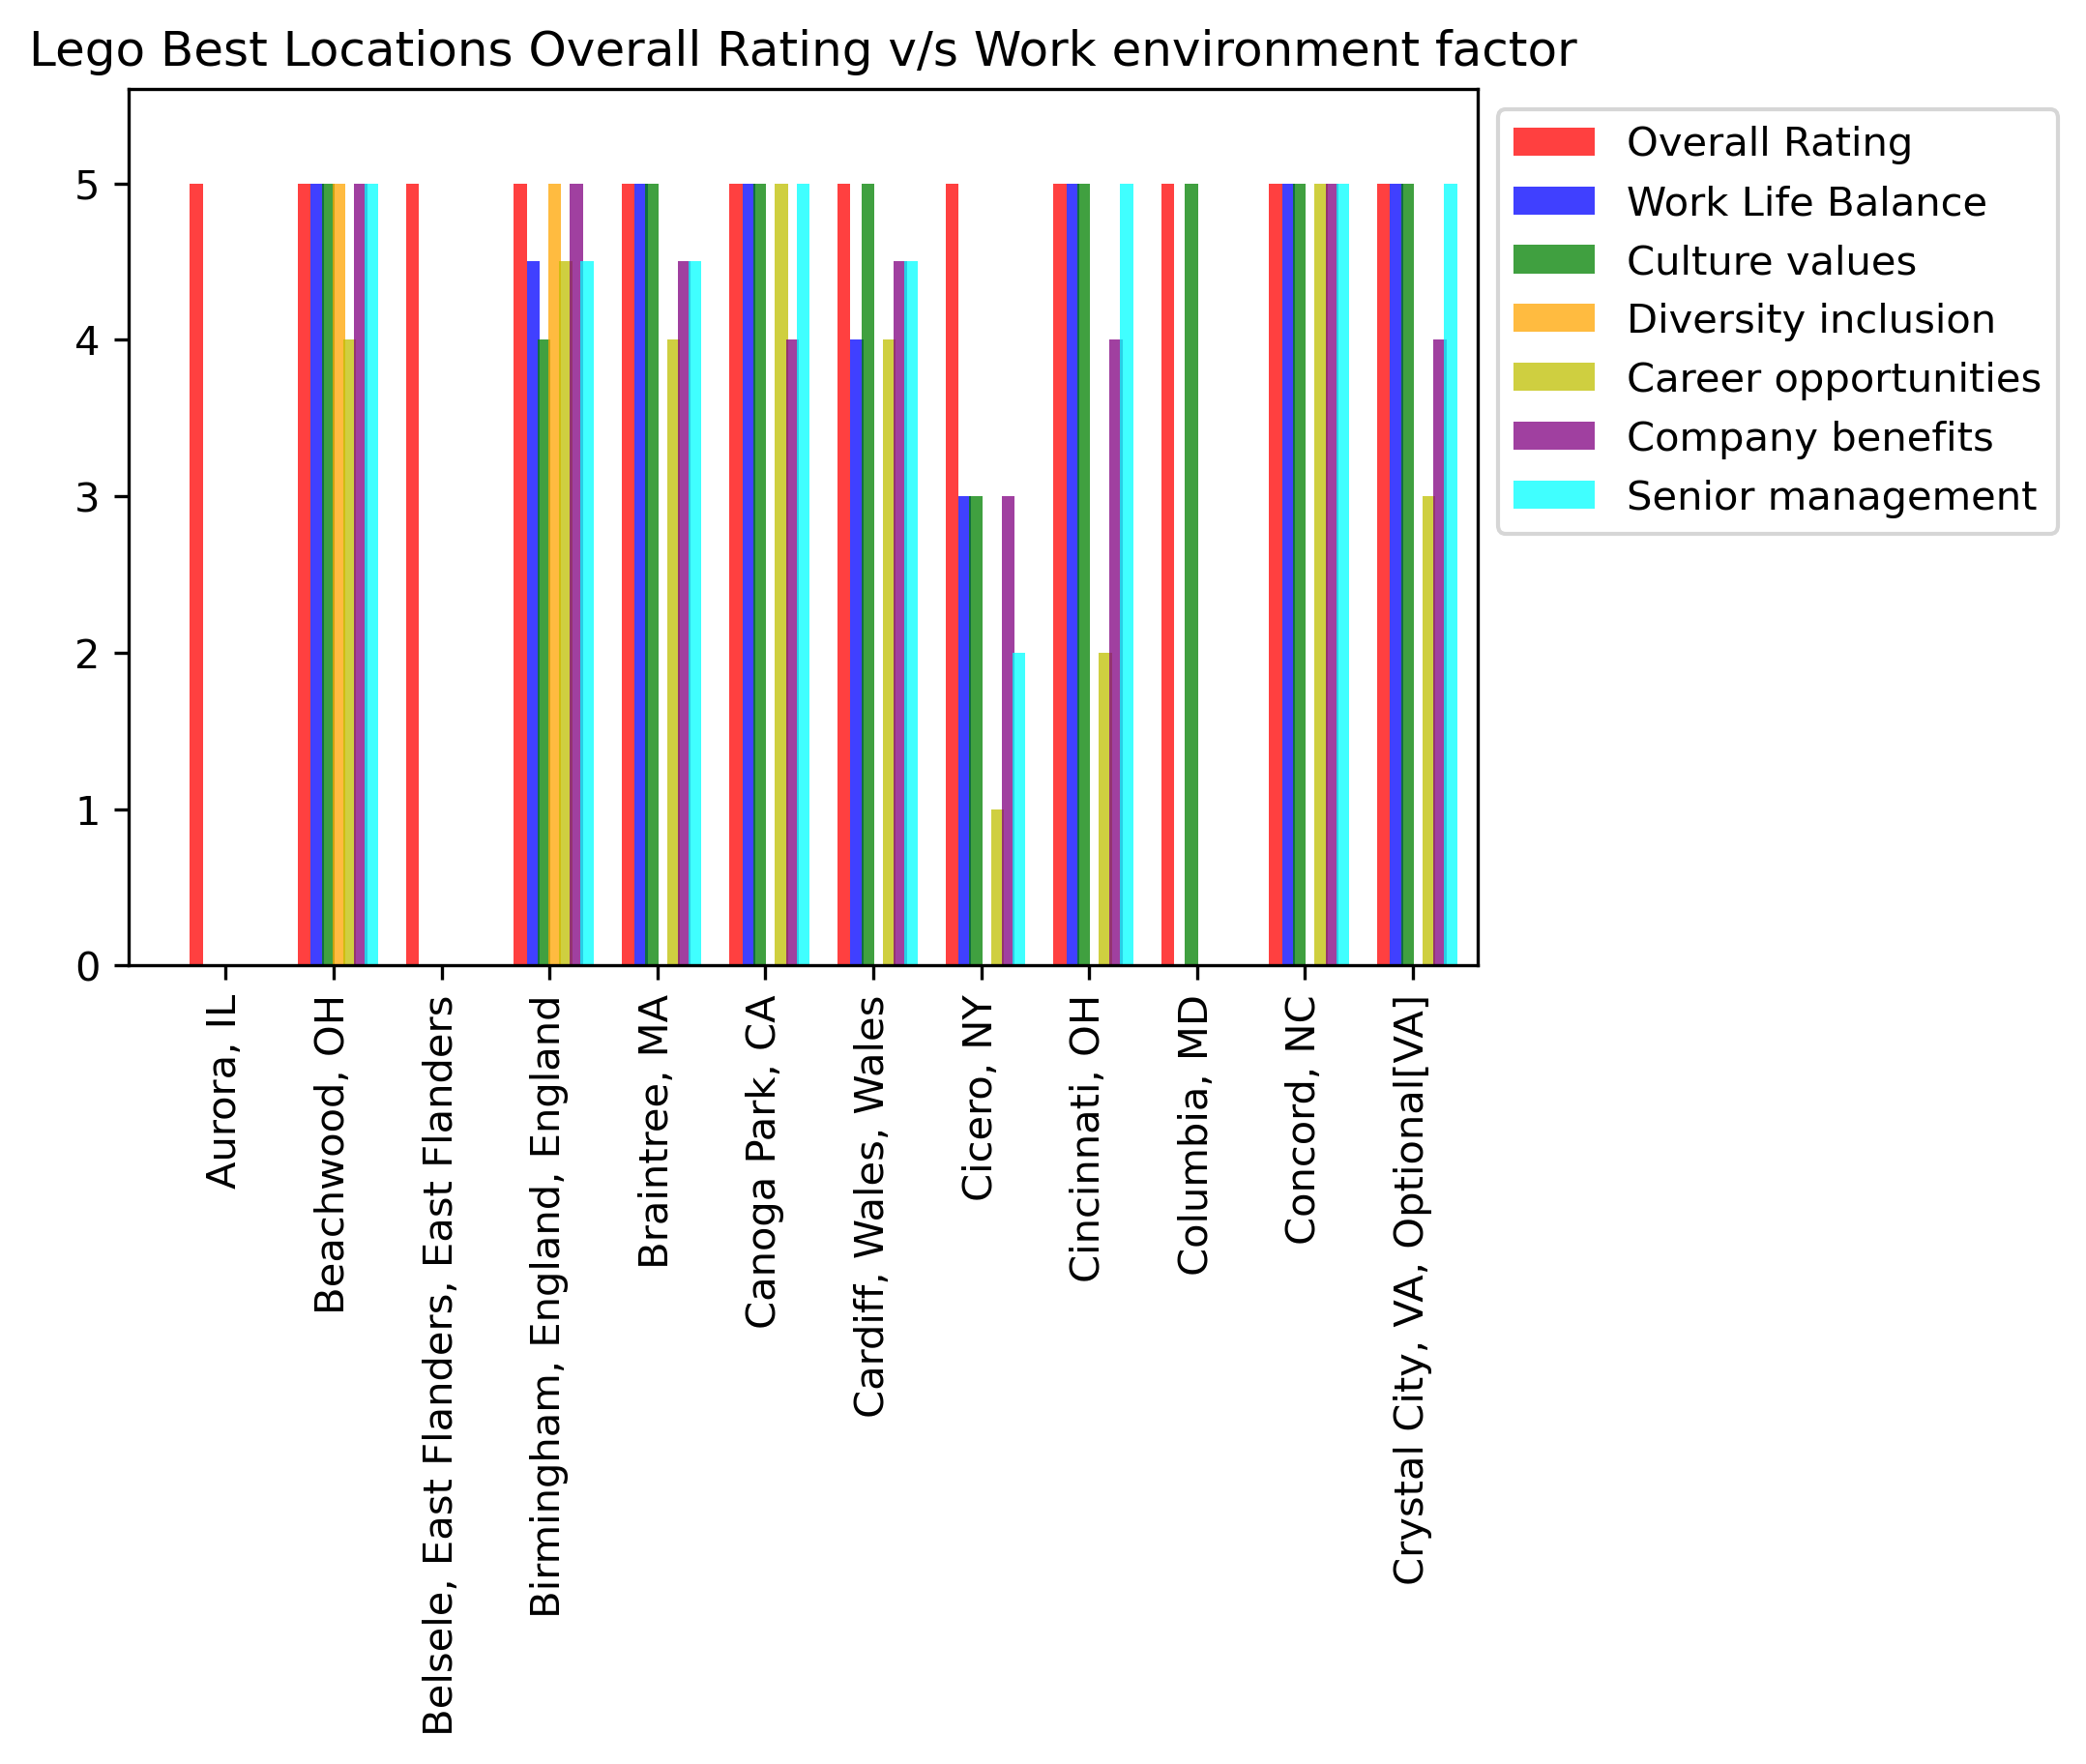 Lego Best Locations Overall Rating v/s Work environment factor
Overall Rating
Work Life Balance
Culture values
Diversity inclusion
Career opportunities
Company benefits
Senior management
5
4
3
2
1
0
Aurora, IL
Beachwood, OH
Belsele, East Flanders, East Flanders
Birmingham, England, England
Braintree, MA
Canoga Park, CA
Cardiff, Wales, Wales
Cicero, NY
Cincinnati, OH
Columbia, MD
Concord, NC
Crystal City, VA, Optional[VA]